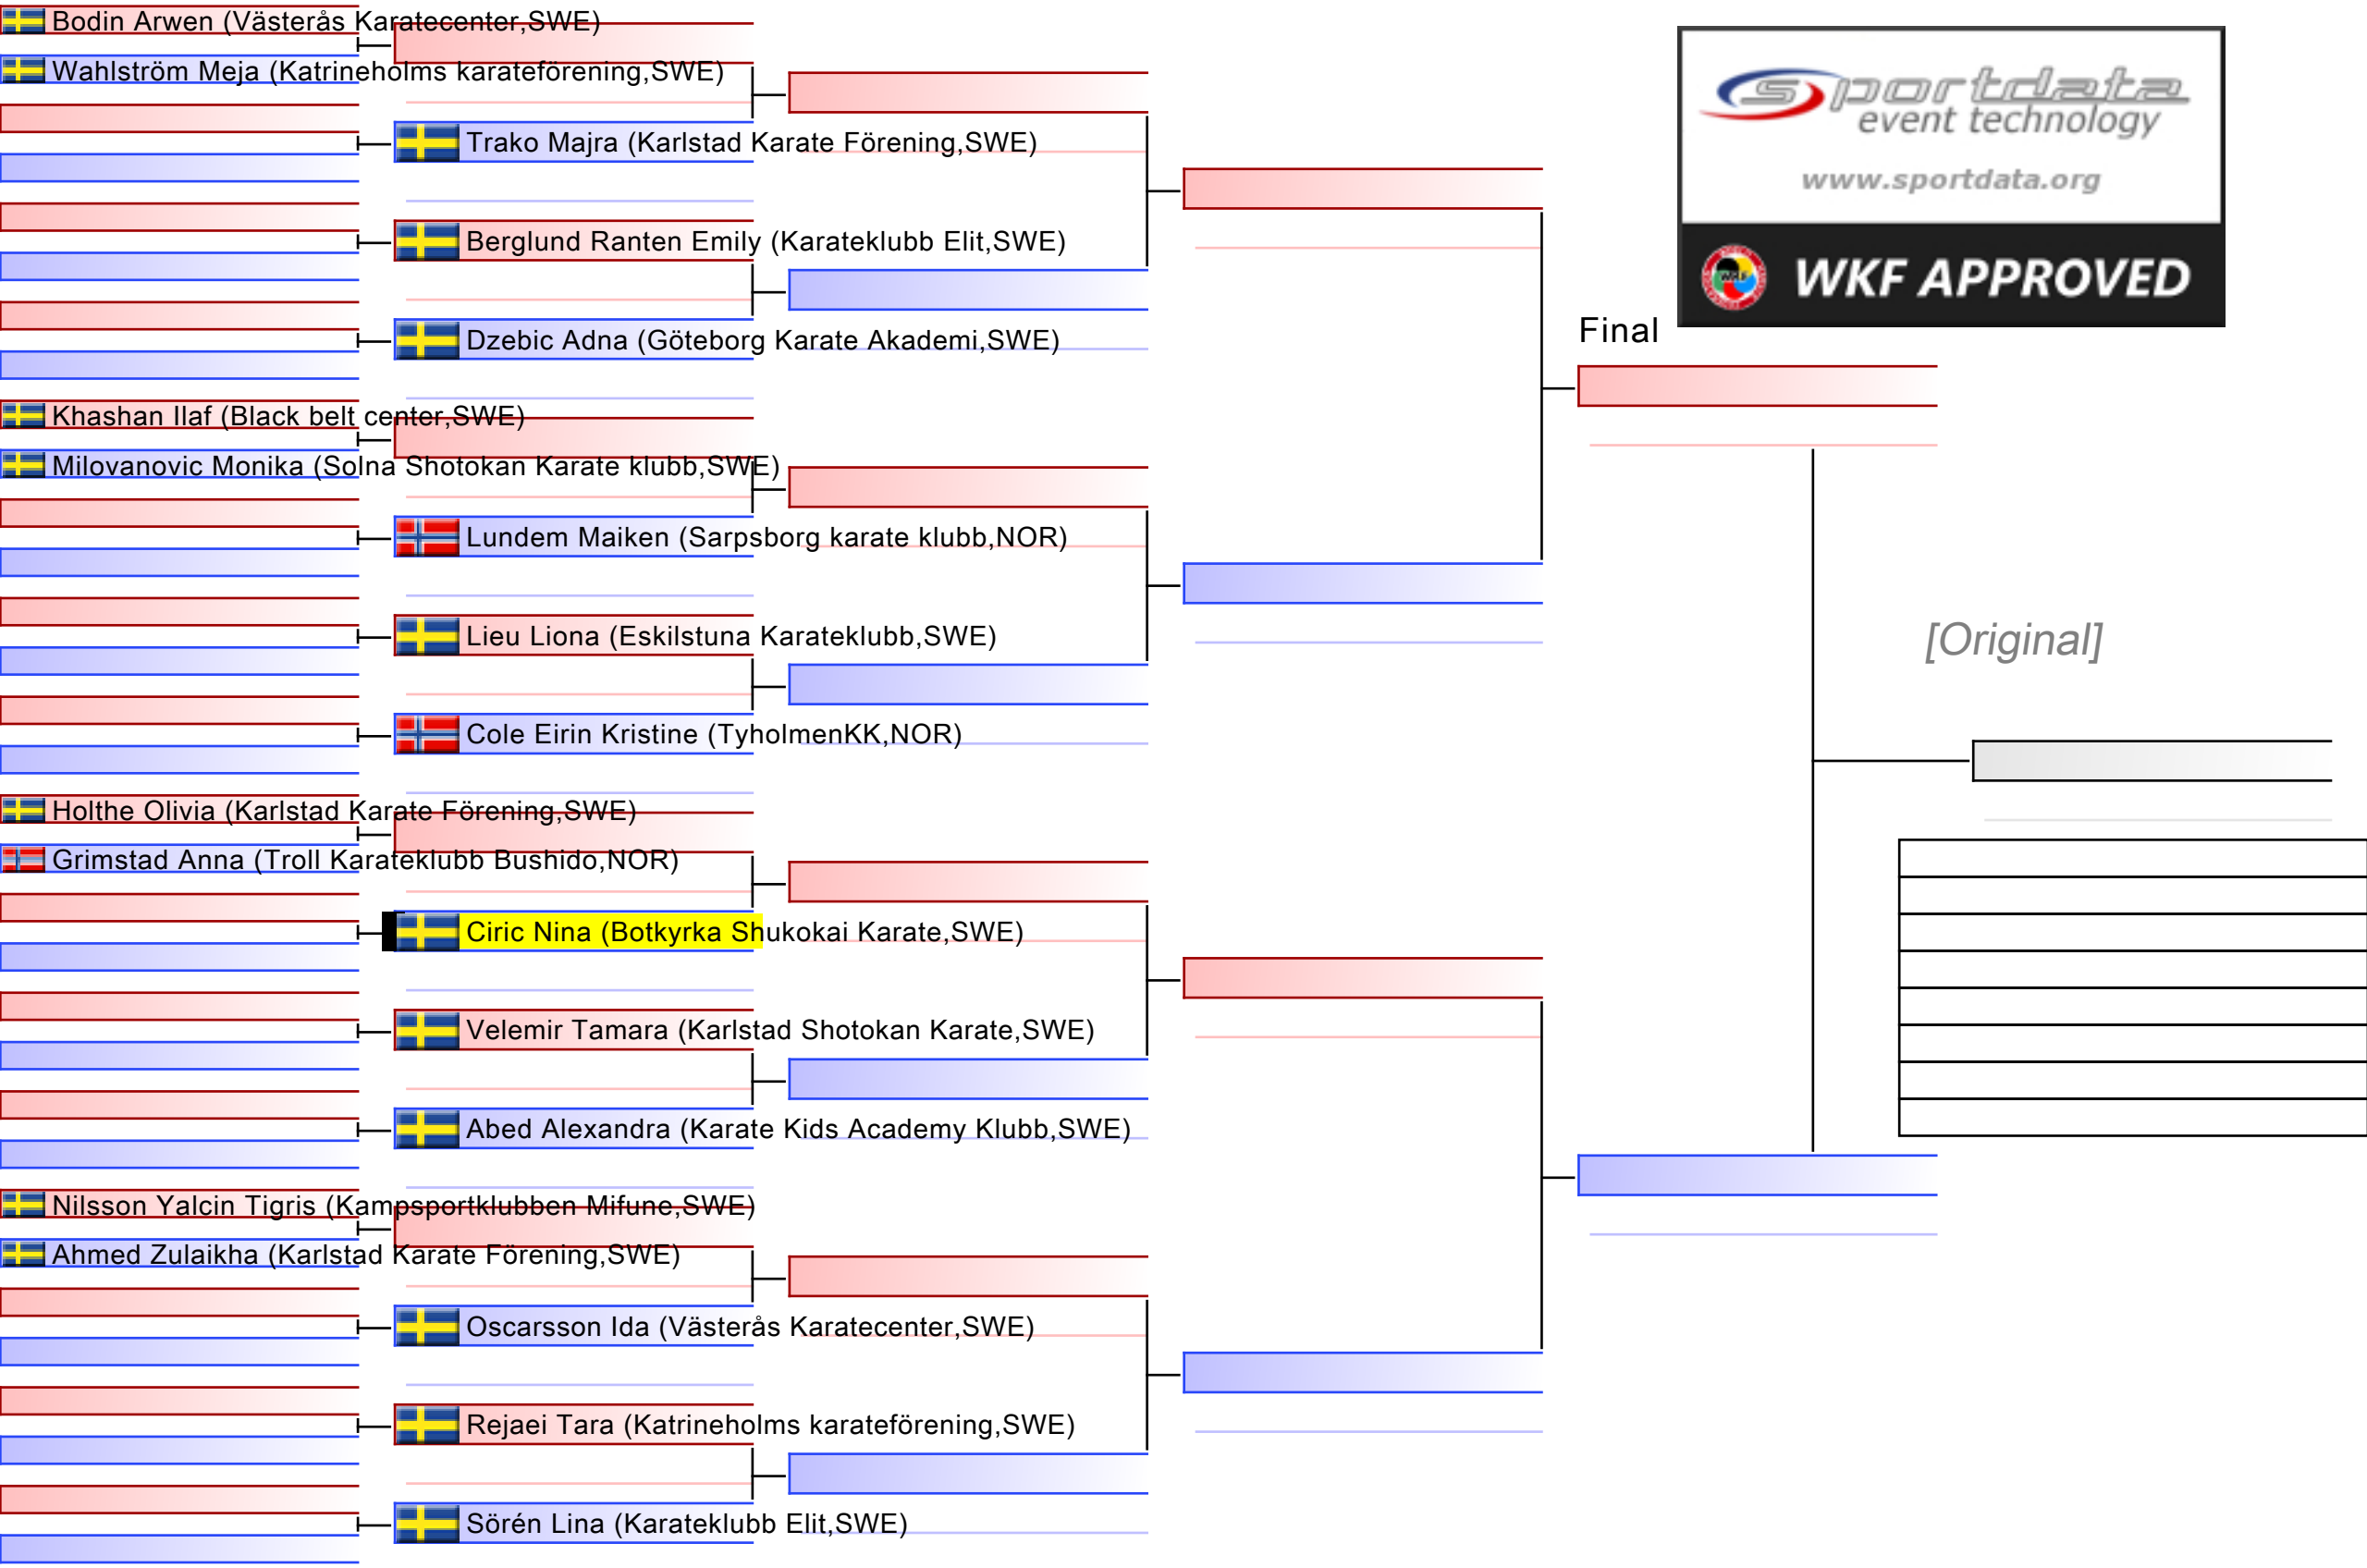 Bodin Arwen (Västerås Karatecenter,SWE)
Wahlström Meja (Katrineholms karateförening,SWE)
Trako Majra (Karlstad Karate Förening,SWE)
Berglund Ranten Emily (Karateklubb Elit,SWE)
Dzebic Adna (Göteborg Karate Akademi,SWE)
Khashan Ilaf (Black belt center,SWE)
Milovanovic Monika (Solna Shotokan Karate klubb,SWE)
Lundem Maiken (Sarpsborg karate klubb,NOR)
Lieu Liona (Eskilstuna Karateklubb,SWE)
Cole Eirin Kristine (TyholmenKK,NOR)
Holthe Olivia (Karlstad Karate Förening,SWE)
Grimstad Anna (Troll Karateklubb Bushido,NOR)
Ciric Nina (Botkyrka Shukokai Karate,SWE)
Velemir Tamara (Karlstad Shotokan Karate,SWE)
Abed Alexandra (Karate Kids Academy Klubb,SWE)
Nilsson Yalcin Tigris (Kampsportklubben Mifune,SWE)
Ahmed Zulaikha (Karlstad Karate Förening,SWE)
Oscarsson Ida (Västerås Karatecenter,SWE)
Rejaei Tara (Katrineholms karateförening,SWE)
Sörén Lina (Karateklubb Elit,SWE)
sportdata
event technology
www.sportdata.org
WKF
WKF APPROVED
Final
[Original]